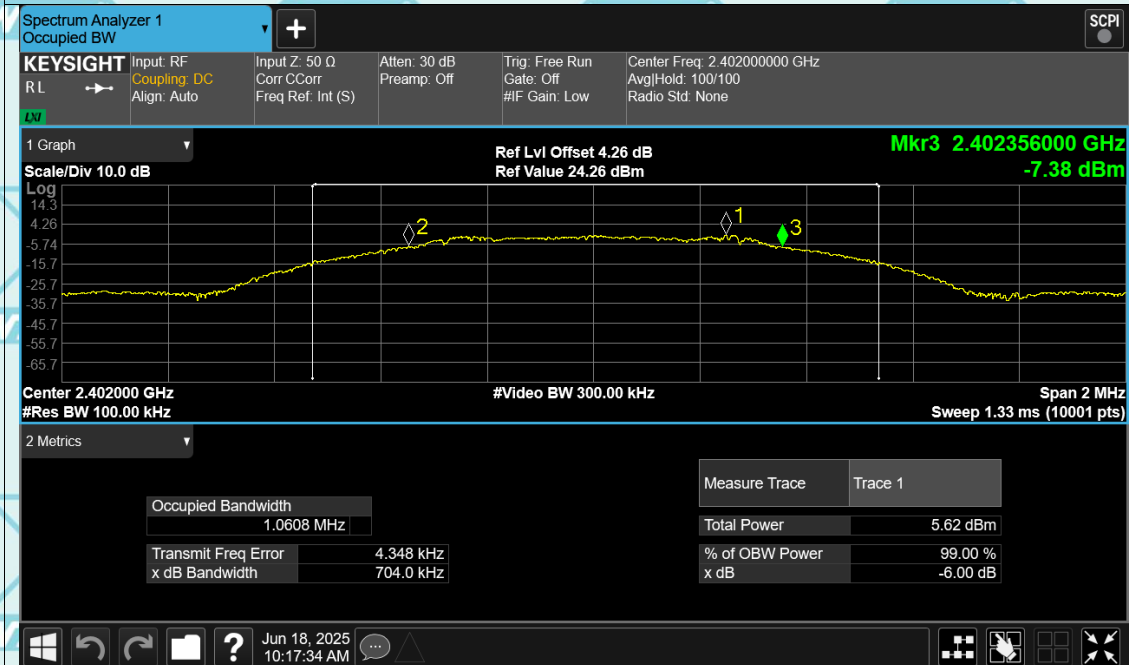 Spectrum Analyzer 1
Occupied BW
+
SCPI
KEYSIGHT
RL
LXI
Input: RF
Coupling: DC
Align: Auto
Input Z: 50 Ω
Corr CCorr
Freq Ref: Int (S)
Atten: 30 dB
Preamp: Off
Trig: Free Run
Gate: Off
#IF Gain: Low
Center Freq: 2.402000000 GHz
Avg|Hold: 100/100
Radio Std: None
1 Graph
Scale/Div 10.0 dB
Ref Lvl Offset 4.26 dB
Ref Value 24.26 dBm
Mkr3 2.402356000 GHz
-7.38 dBm
Log
14.3
4.26
-5.74
-15.7
-25.7
-35.7
-45.7
-55.7
-65.7
2
1
3
Center 2.402000 GHz
#Video BW 300.00 kHz
Span 2 MHz
#Res BW 100.00 kHz
Sweep 1.33 ms (10001 pts)
2 Metrics
Occupied Bandwidth
1.0608 MHz
Transmit Freq Error 4.348 kHz
x dB Bandwidth 704.0 kHz
Measure Trace Trace 1
Total Power 5.62 dBm
% of OBW Power 99.00 %
x dB -6.00 dB
?
Jun 18, 2025
10:17:34 AM